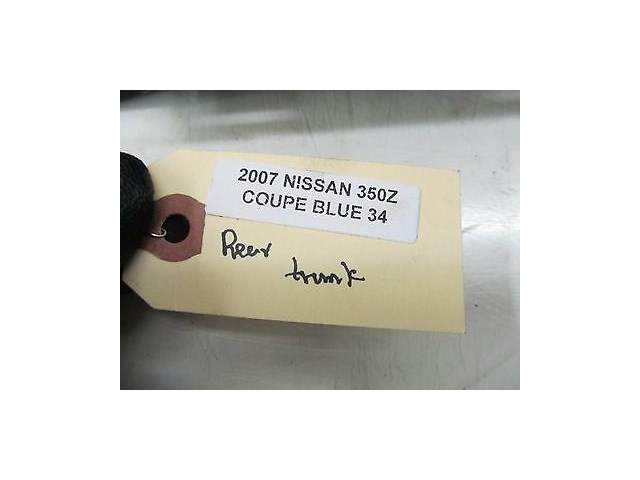 2007 NISSAN 350Z
COUPE BLUE 34
Rear
trunk